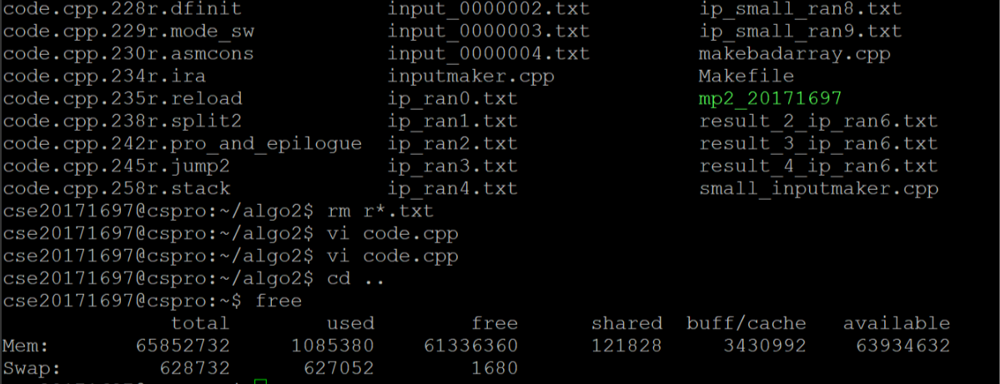 code.cpp.228r.dfinit input_0000002.txt ip_small_ran8.txt
code.cpp.229r.mode_sw input_0000003.txt ip_small_ran9.txt
code.cpp.230r.asmcons input_0000004.txt makebadarray.cpp
code.cpp.234r.ira inputmaker.cpp Makefile
code.cpp.235r.reload ip_ran0.txt mp2_20171697
code.cpp.238r.split2 ip_ran1.txt result_2_ip_ran6.txt
code.cpp.242r.pro_and_epilogue ip_ran2.txt result_3_ip_ran6.txt
code.cpp.245r.jump2 ip_ran3.txt result_4_ip_ran6.txt
code.cpp.258r.stack ip_ran4.txt small_inputmaker.cpp
cse20171697@cspro:~/algo2$ rm r*.txt
cse20171697@cspro:~/algo2$ vi code.cpp
cse20171697@cspro:~/algo2$ vi code.cpp
cse20171697@cspro:~/algo2$ cd ..
cse20171697@cspro:~$ free
total used free shared buff/cache available
Mem: 65852732 1085380 61336360 121828 3430992 63934632
Swap: 628732 627052 1680